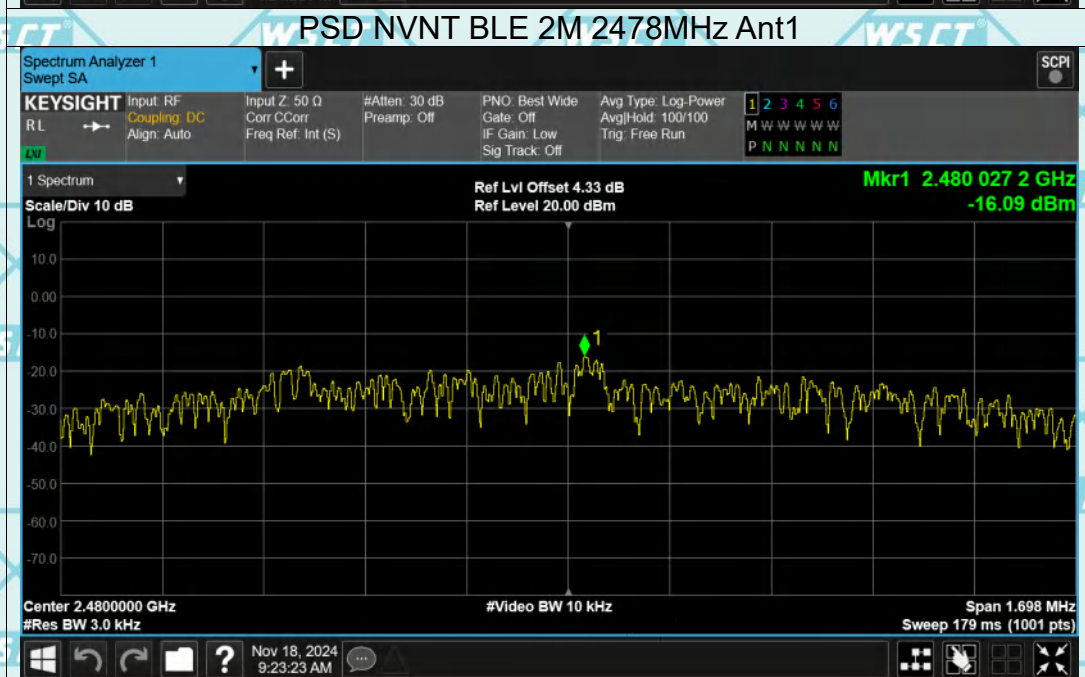 PSD NVNT BLE 2M 2478MHz Ant1
Spectrum Analyzer 1
Swept SA
+
SCPI
KEYSIGHT
RL
LXI
Input: RF
Coupling: DC
Align: Auto
Input Z: 50 Ω
Corr CCorr
Freq Ref: Int (S)
#Atten: 30 dB
Preamp: Off
PNO: Best Wide
Gate: Off
IF Gain: Low
Sig Track: Off
Avg Type: Log-Power
Avg|Hold: 100/100
Trig: Free Run
1 2 3 4 5 6
M W W W W W
P N N N N N
1 Spectrum
Scale/Div 10 dB
Ref Lvl Offset 4.33 dB
Ref Level 20.00 dBm
Mkr1 2.480 027 2 GHz
-16.09 dBm
Log
10.0
0.00
-10.0
1
-20.0
-30.0
-40.0
-50.0
-60.0
-70.0
Center 2.4800000 GHz
#Res BW 3.0 kHz
#Video BW 10 kHz
Span 1.698 MHz
Sweep 179 ms (1001 pts)
?
Nov 18, 2024
9:23:23 AM